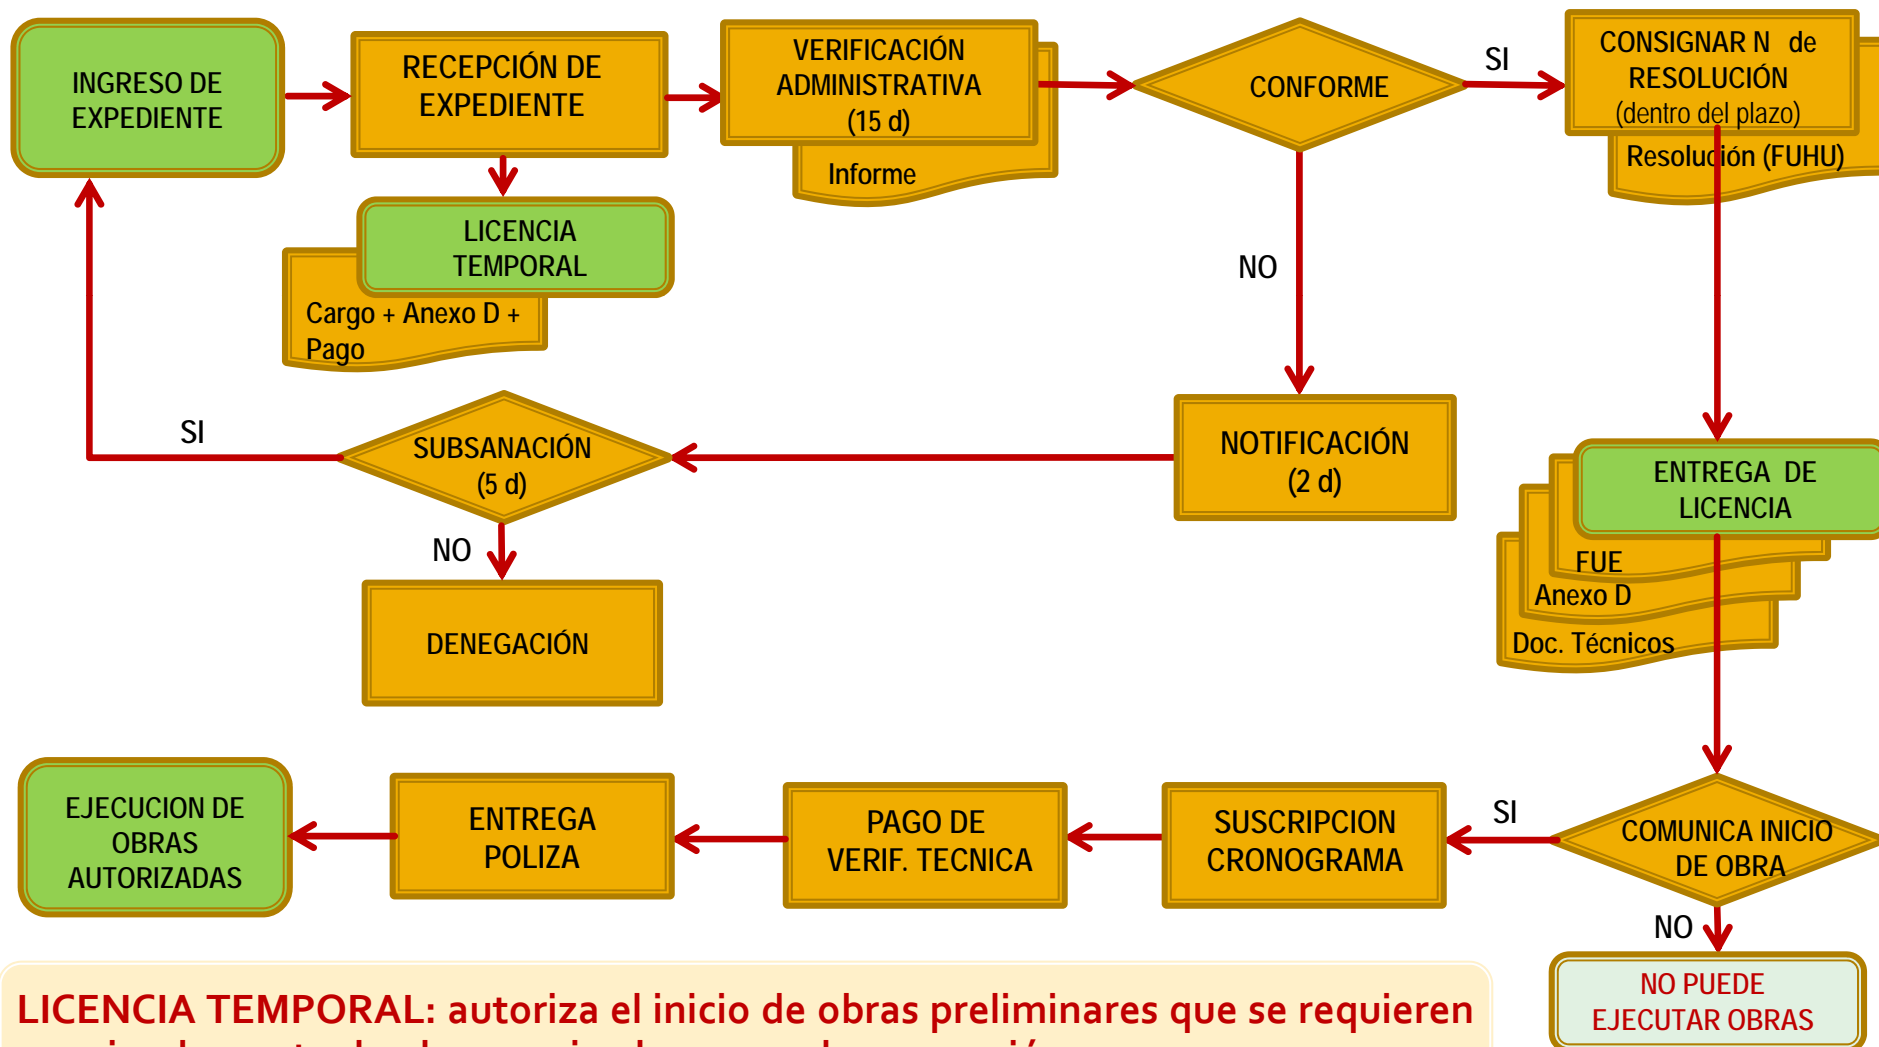 INGRESO DE
EXPEDIENTE
RECEPCIÓN DE
EXPEDIENTE
VERIFICACIÓN
ADMINISTRATIVA
(15 d)
Informe
CONFORME
SI
CONSIGNAR N de
RESOLUCIÓN
(dentro del plazo)
Resolución (FUHU)
LICENCIA
TEMPORAL
Cargo + Anexo D +
Pago
NO
SI
SUBSANACIÓN
(5 d)
NOTIFICACIÓN
(2 d)
ENTREGA DE
LICENCIA
FUE
Anexo D
Doc. Técnicos
NO
DENEGACIÓN
EJECUCION DE
OBRAS
AUTORIZADAS
ENTREGA
POLIZA
PAGO DE
VERIF. TECNICA
SUSCRIPCION
CRONOGRAMA
SI
COMUNICA INICIO
DE OBRA
NO
NO PUEDE
EJECUTAR OBRAS
LICENCIA TEMPORAL: autoriza el inicio de obras preliminares que se requieren